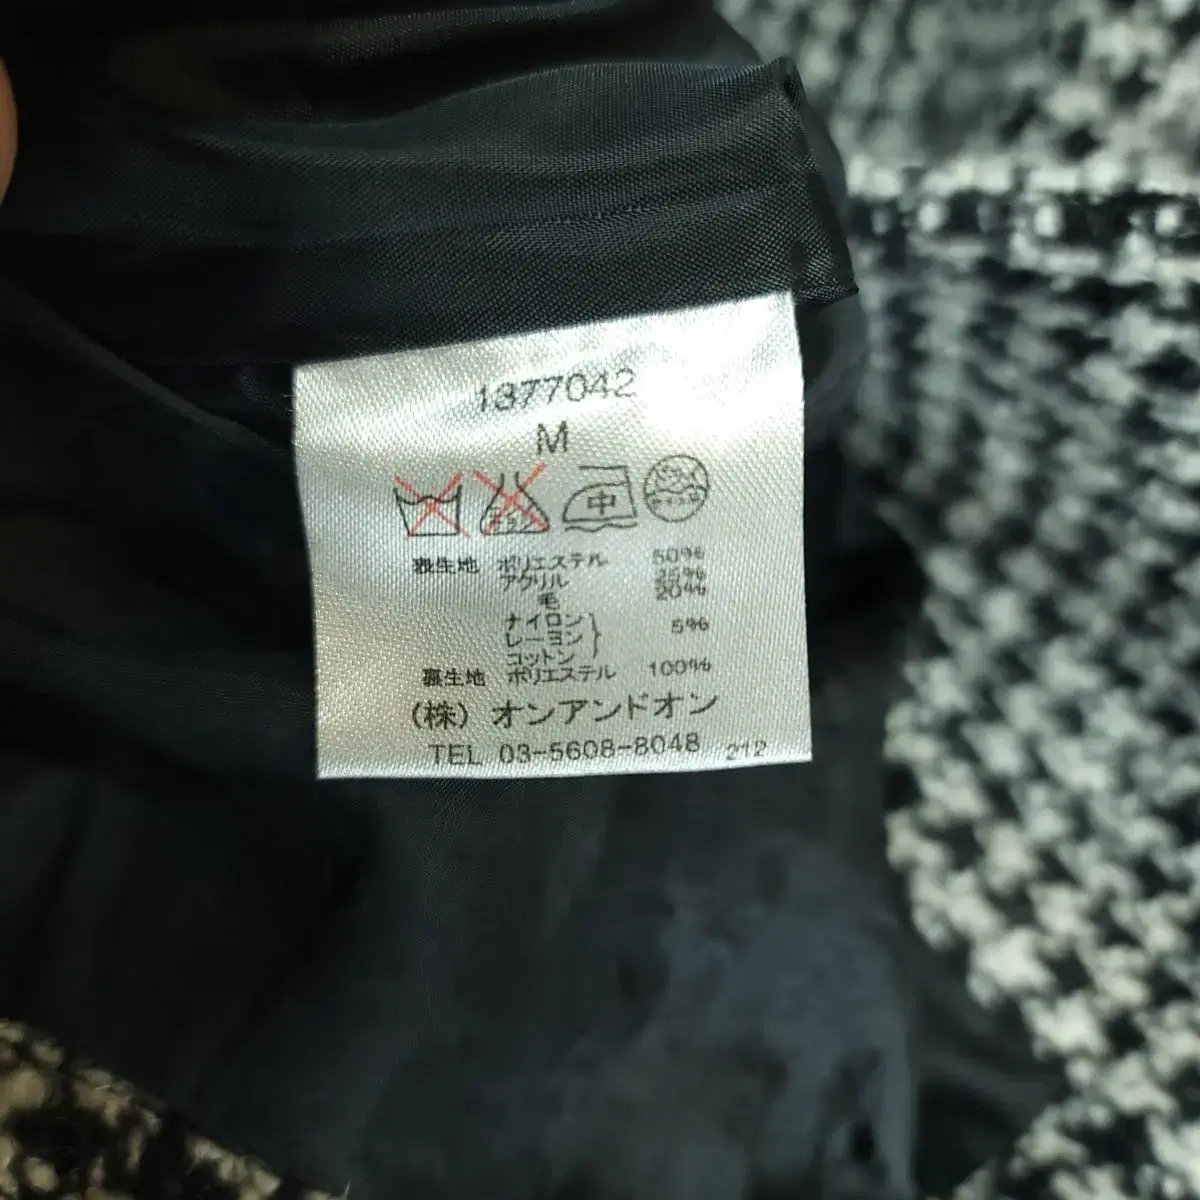 1377042
M
中
表生地 ポリエステル 50%
アクリル 25%
毛 20%
ナイロン
レーヨン } 5%
コットン
裏生地 ポリエステル 100%
(株) オンアンドオン
TEL 03-5608-8048 212